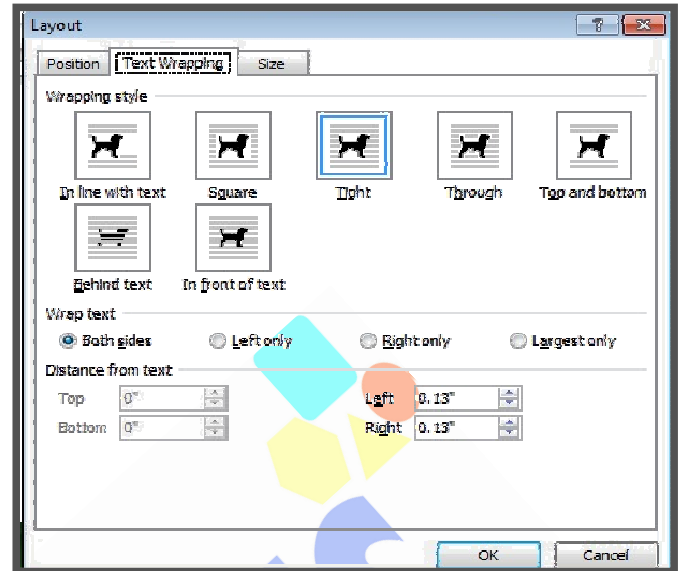 Layout
Position Text Wrapping Size
Wrapping style
In line with text Square Tight Through Top and bottom
Behind text In front of text
Wrap text
Both sides Left only Right only Largest only
Distance from text
Top 0" Left 0.13"
Bottom 0" Right 0.13"
OK Cancel